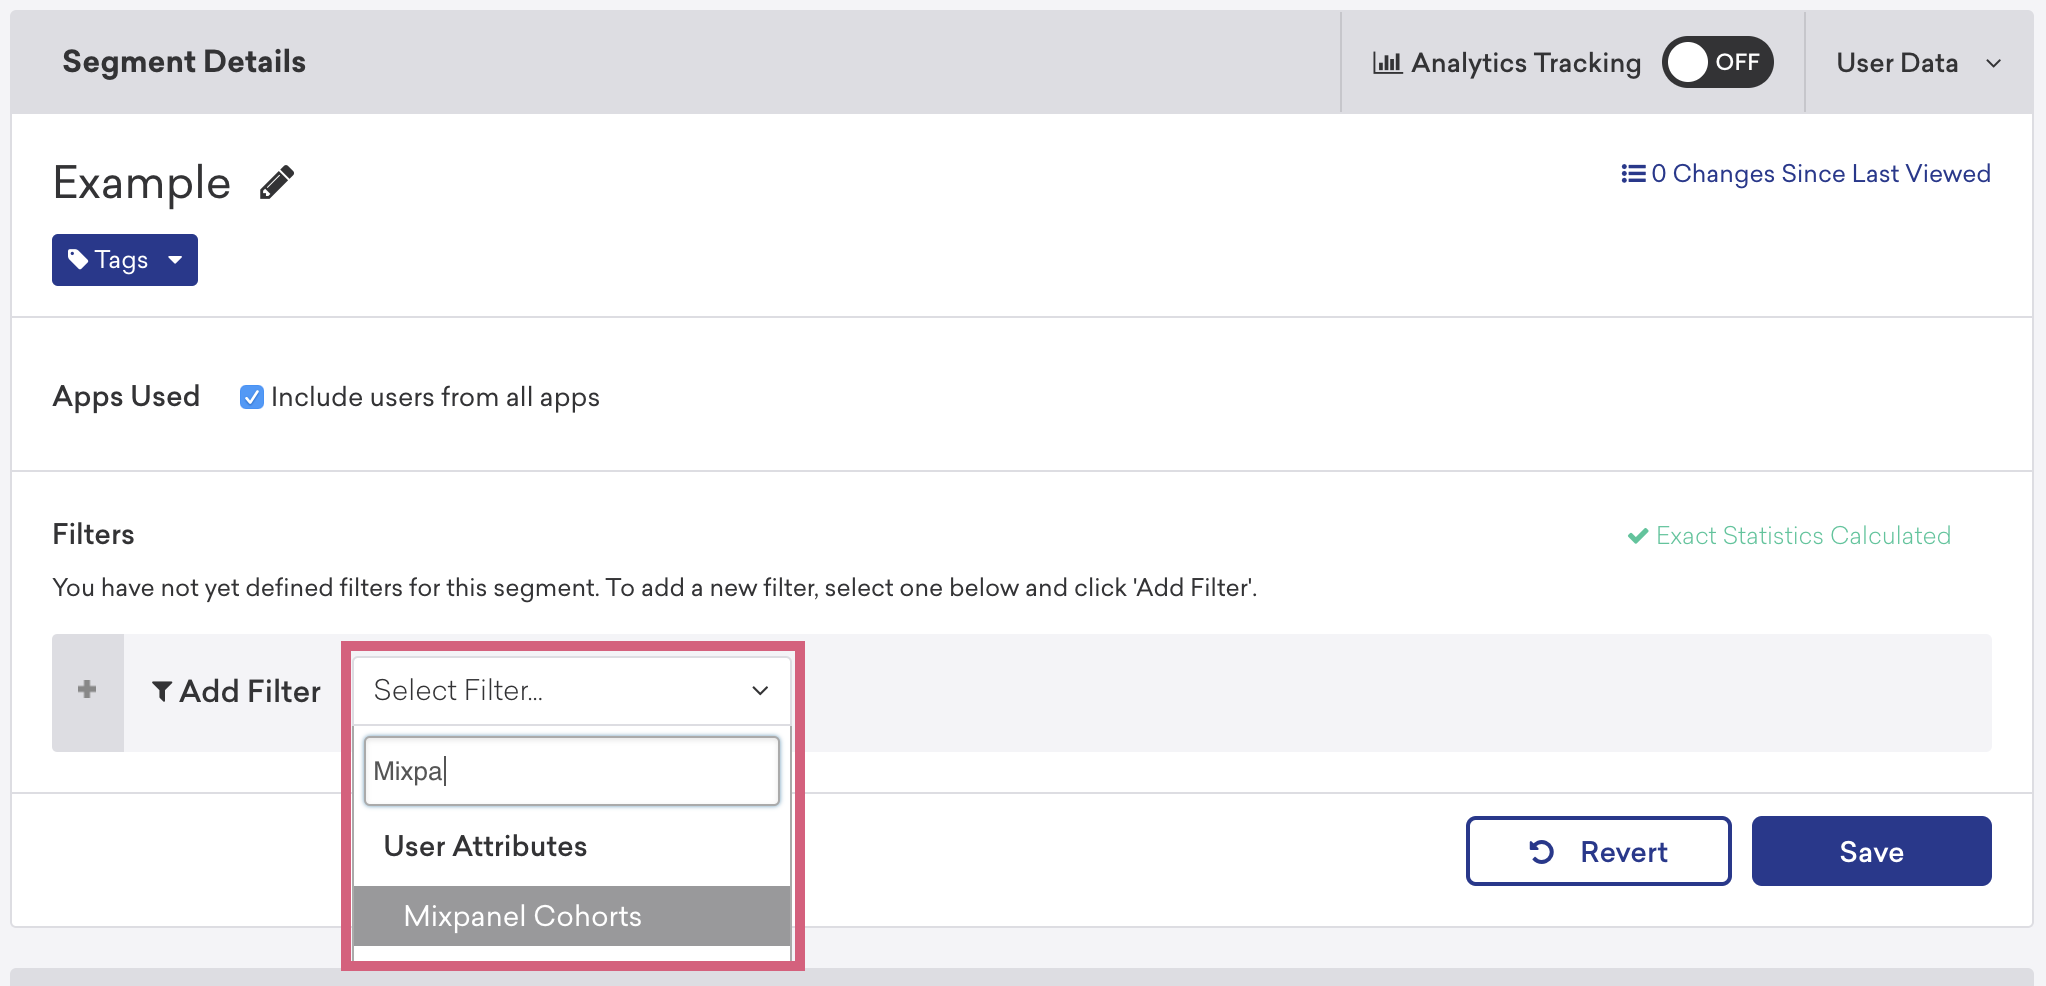 Segment Details
Analytics Tracking
OFF
User Data
Example
0 Changes Since Last Viewed
Tags
Apps Used
Include users from all apps
Filters
Exact Statistics Calculated
You have not yet defined filters for this segment. To add a new filter, select one below and click 'Add Filter'.
Add Filter
Select Filter...
Mixpa
User Attributes
Mixpanel Cohorts
Revert
Save